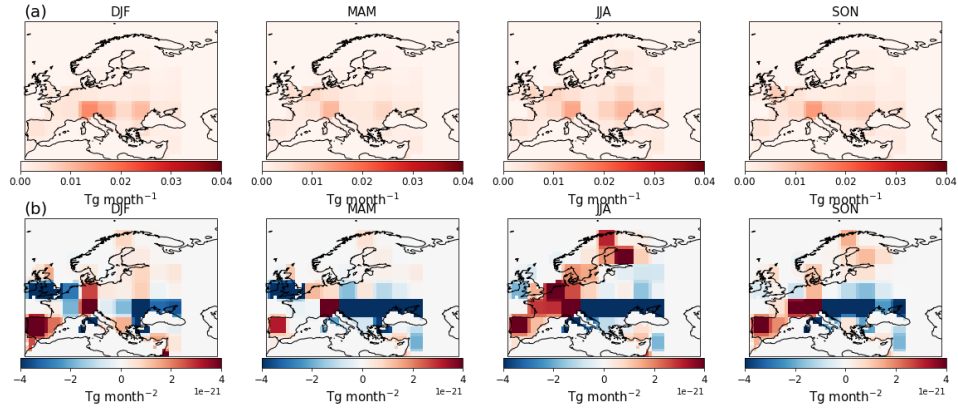 (a)
DJF MAM JJA SON
0.00 0.01 0.02 0.03 0.04 0.00 0.01 0.02 0.03 0.04 0.00 0.01 0.02 0.03 0.04 0.00 0.01 0.02 0.03 0.04
Tg month⁻¹ Tg month⁻¹ Tg month⁻¹ Tg month⁻¹
(b)
DJF MAM JJA SON
−4 −2 0 2 4 −4 −2 0 2 4 −4 −2 0 2 4 −4 −2 0 2 4
1e−21 1e−21 1e−21 1e−21
Tg month⁻² Tg month⁻² Tg month⁻² Tg month⁻²